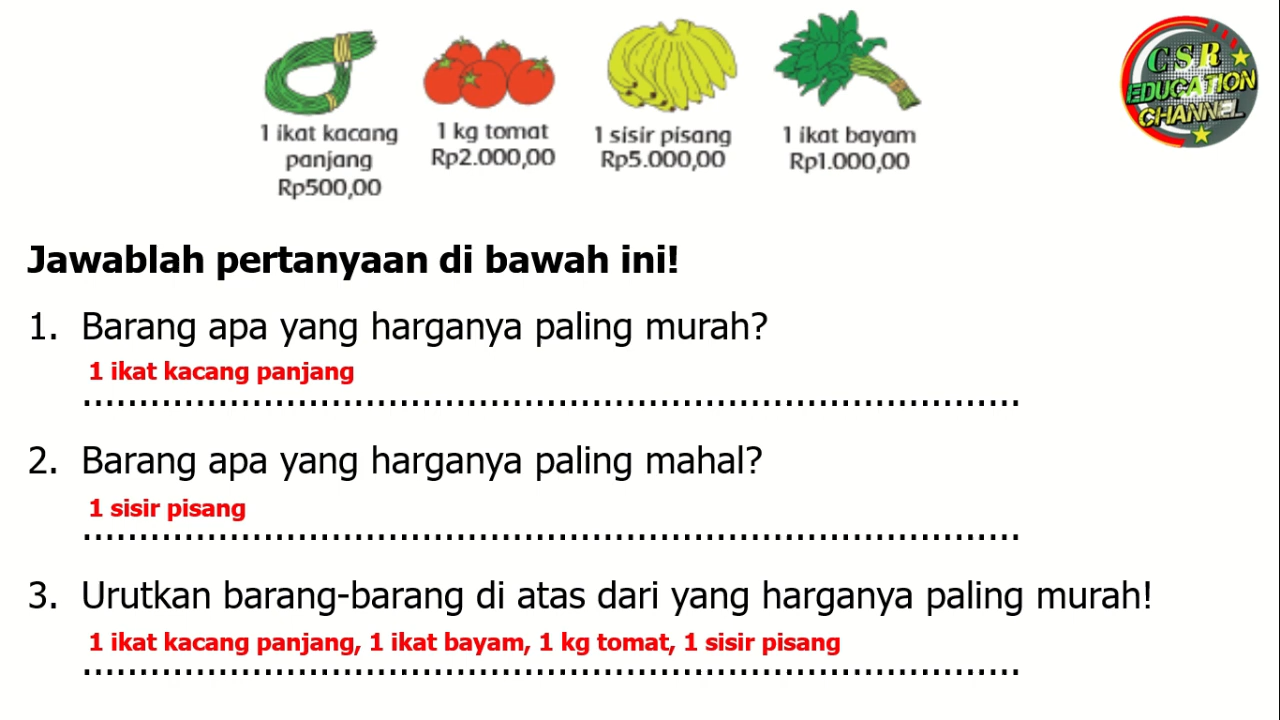 1 ikat kacang
panjang
Rp500,00
1 kg tomat
Rp2.000,00
1 sisir pisang
Rp5.000,00
1 ikat bayam
Rp1.000,00
CSR
EDUCATION
CHANNEL
Jawablah pertanyaan di bawah ini!
1. Barang apa yang harganya paling murah?
1 ikat kacang panjang
................................................................................
2. Barang apa yang harganya paling mahal?
1 sisir pisang
................................................................................
3. Urutkan barang-barang di atas dari yang harganya paling murah!
1 ikat kacang panjang, 1 ikat bayam, 1 kg tomat, 1 sisir pisang
................................................................................